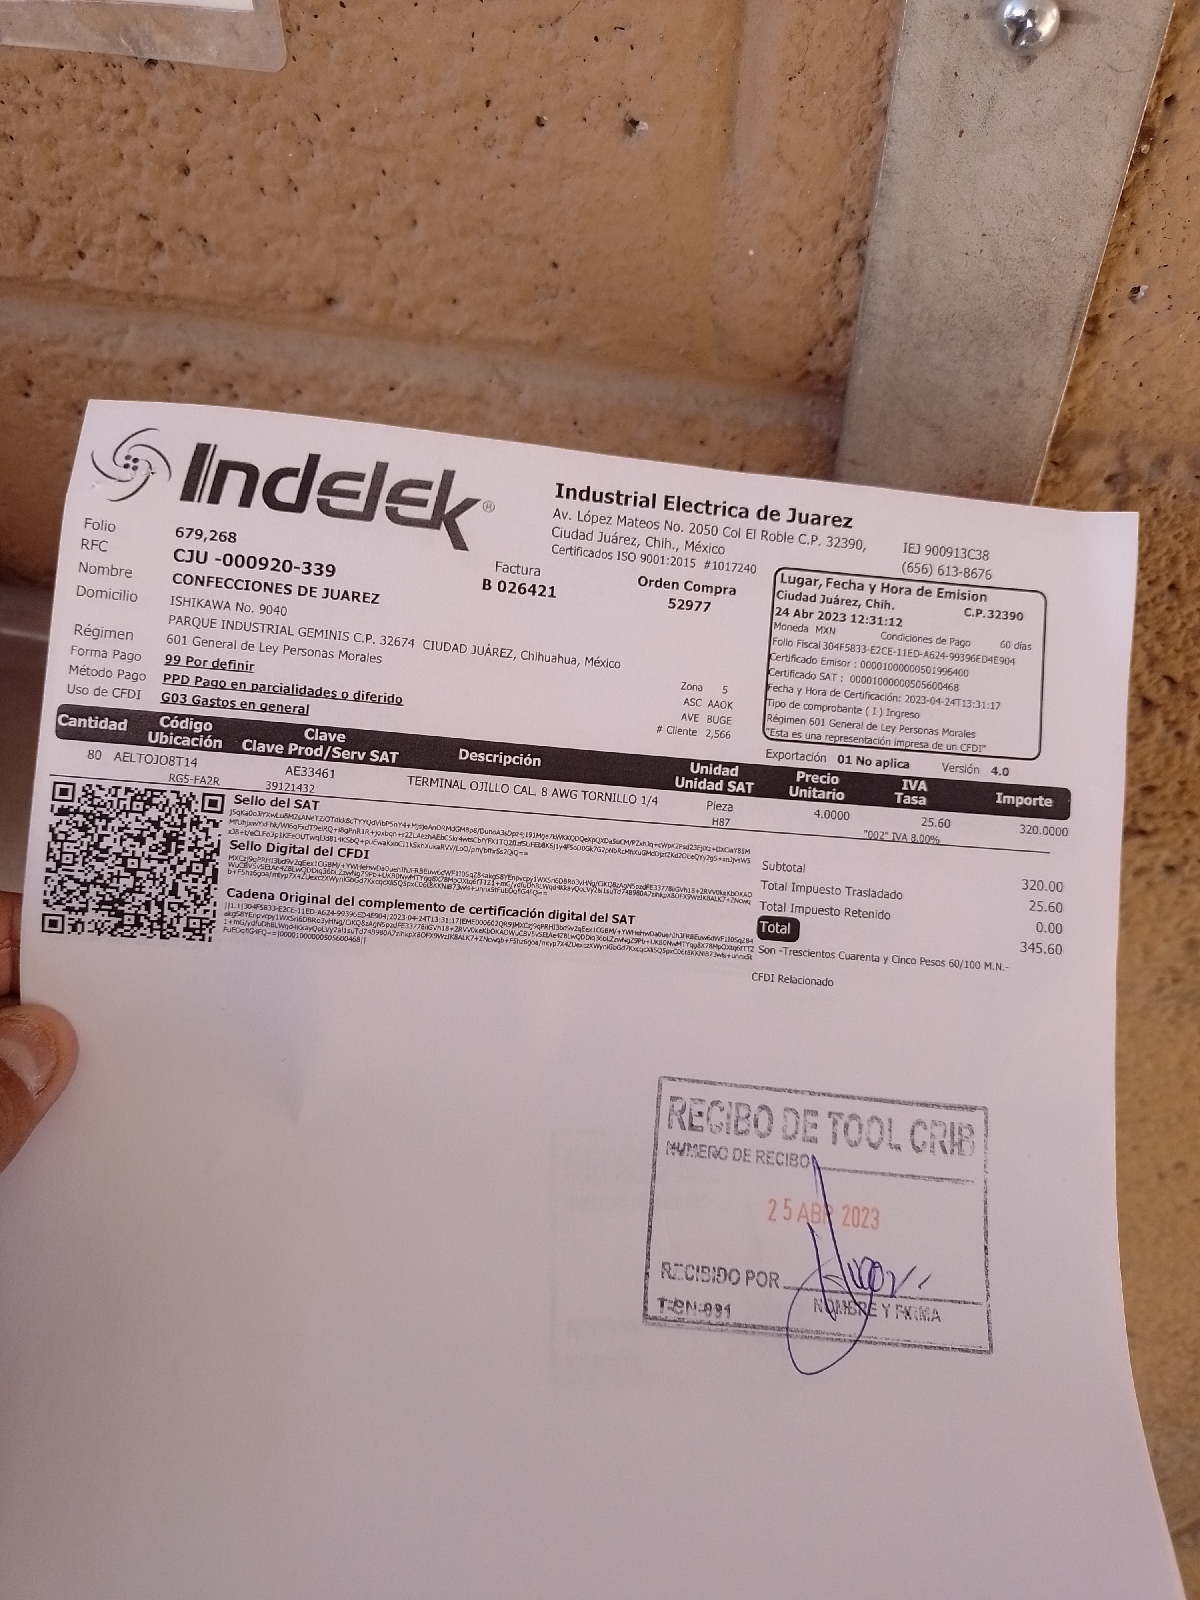 Indelek®
Industrial Electrica de Juarez
Av. López Mateos No. 2050 Col El Roble C.P. 32390,
Ciudad Juárez, Chih., México
Certificados ISO 9001:2015 #1017240
IEJ 900913C38
(656) 613-8676
Folio 679,268
RFC CJU -000920-339
Nombre CONFECCIONES DE JUAREZ
Domicilio ISHIKAWA No. 9040
PARQUE INDUSTRIAL GEMINIS C.P. 32674 CIUDAD JUÁREZ, Chihuahua, México
Régimen 601 General de Ley Personas Morales
Forma Pago 99 Por definir
Método Pago PPD Pago en parcialidades o diferido
Uso de CFDI G03 Gastos en general
Factura
B 026421
Orden Compra
52977
Zona 5
ASC AAOK
AVE BUGE
# Cliente 2,566
Lugar, Fecha y Hora de Emision
Ciudad Juárez, Chih. C.P.32390
24 Abr 2023 12:31:12
Moneda MXN Condiciones de Pago 60 días
Folio Fiscal 304F5833-E2CE-11ED-A624-99396ED4E904
Certificado Emisor : 00001000000501996400
Certificado SAT : 00001000000505600468
Fecha y Hora de Certificación: 2023-04-24T13:31:17
Tipo de comprobante ( I ) Ingreso
Régimen 601 General de Ley Personas Morales
"Esta es una representación impresa de un CFDI"
Exportación 01 No aplica Versión 4.0
Cantidad Código Ubicación Clave Clave Prod/Serv SAT Descripción Unidad Unidad SAT Precio Unitario IVA Tasa Importe
80 AELTOJO8T14 AE33461 TERMINAL OJILLO CAL. 8 AWG TORNILLO 1/4 Pieza 4.0000 25.60 320.0000
RG5-FA2R 39121432 H87 "002" IVA 8.00%
Sello del SAT
Sello Digital del CFDI
Cadena Original del complemento de certificación digital del SAT
Subtotal 320.00
Total Impuesto Trasladado 25.60
Total Impuesto Retenido 0.00
Total 345.60
Son -Trescientos Cuarenta y Cinco Pesos 60/100 M.N.-
CFDI Relacionado
RECIBO DE TOOL CRIB
NUMERO DE RECIBO
25 ABR 2023
RECIBIDO POR
NOMBRE Y FIRMA